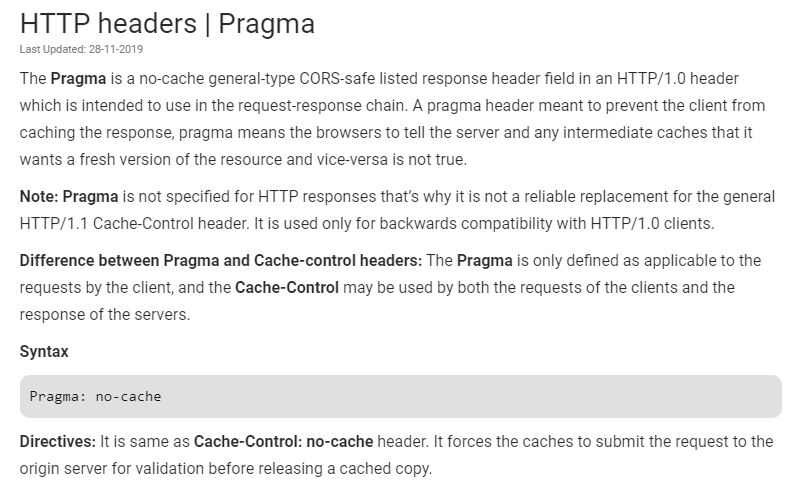 HTTP headers | Pragma
Last Updated: 28-11-2019
The Pragma is a no-cache general-type CORS-safe listed response header field in an HTTP/1.0 header
which is intended to use in the request-response chain. A pragma header meant to prevent the client from
caching the response, pragma means the browsers to tell the server and any intermediate caches that it
wants a fresh version of the resource and vice-versa is not true.
Note: Pragma is not specified for HTTP responses that’s why it is not a reliable replacement for the general
HTTP/1.1 Cache-Control header. It is used only for backwards compatibility with HTTP/1.0 clients.
Difference between Pragma and Cache-control headers: The Pragma is only defined as applicable to the
requests by the client, and the Cache-Control may be used by both the requests of the clients and the
response of the servers.
Syntax
Pragma: no-cache
Directives: It is same as Cache-Control: no-cache header. It forces the caches to submit the request to the
origin server for validation before releasing a cached copy.